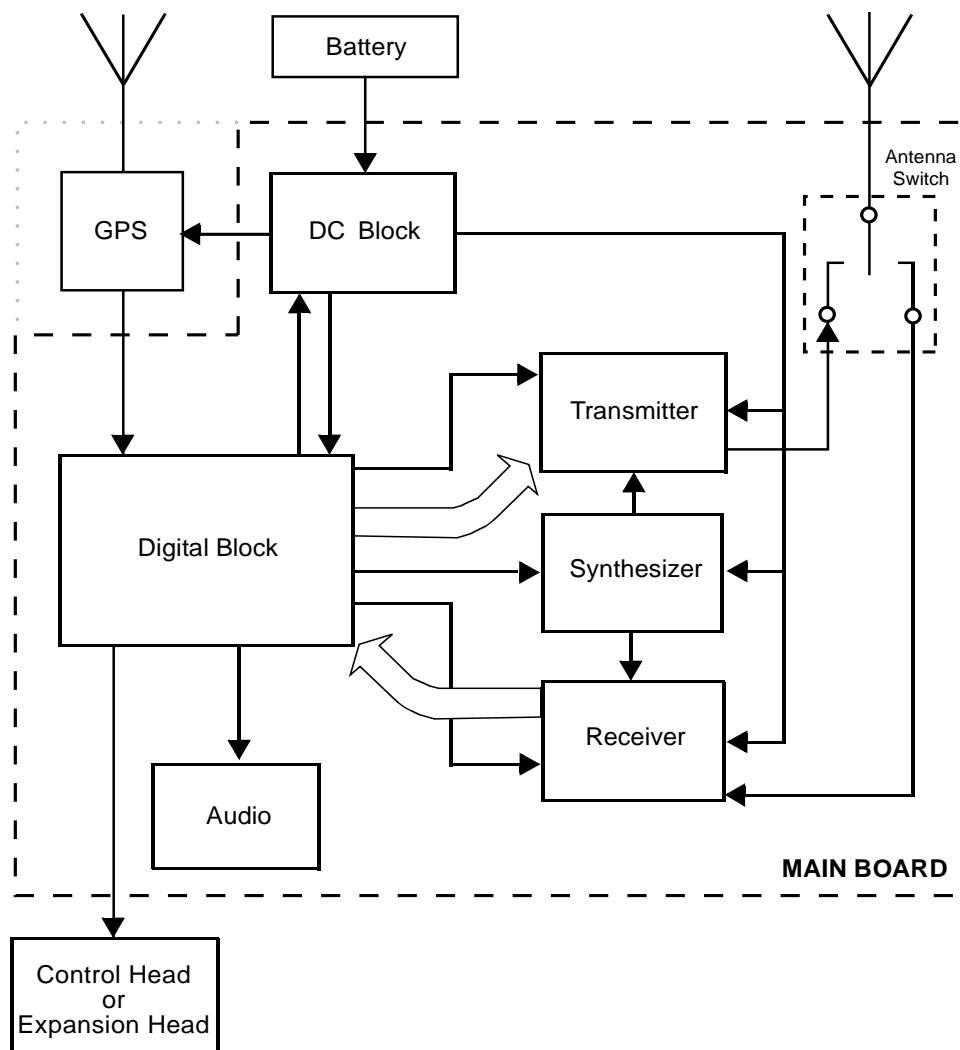 Battery
Antenna
Switch
GPS
DC Block
Transmitter
Digital Block
Synthesizer
Receiver
Audio
MAIN BOARD
Control Head
or
Expansion Head